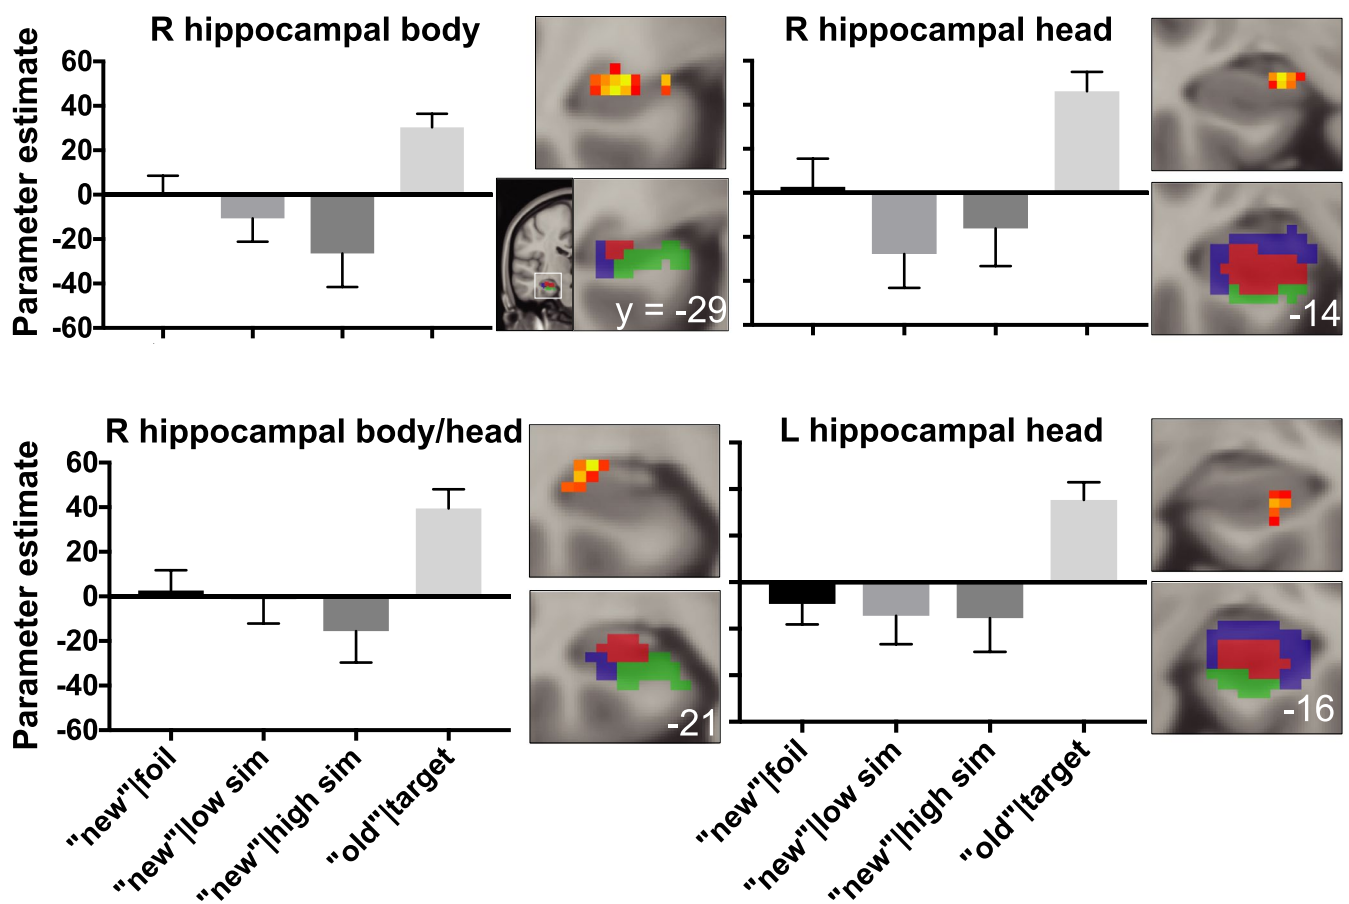 R hippocampal body
R hippocampal head
Parameter estimate
60
40
20
0
-20
-40
-60
y = -29
-14
R hippocampal body/head
L hippocampal head
Parameter estimate
60
40
20
0
-20
-40
-60
-21
-16
"new"|foil
"new"|low sim
"new"|high sim
"old"|target
"new"|foil
"new"|low sim
"new"|high sim
"old"|target